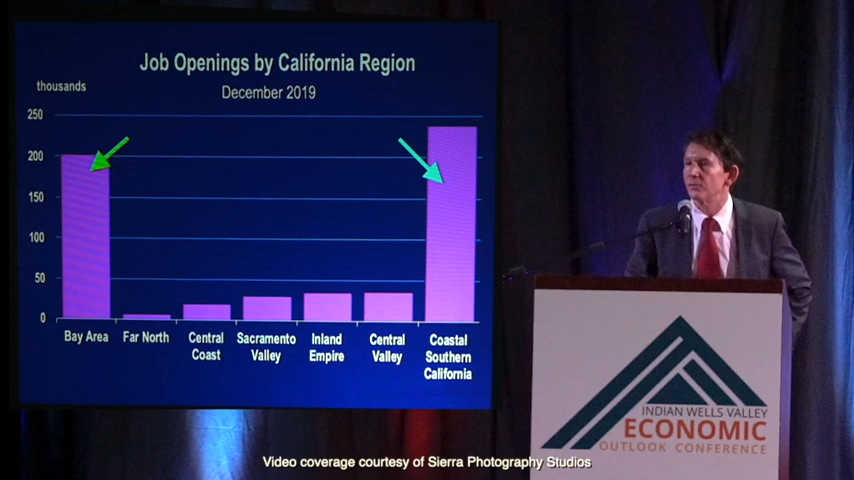 Job Openings by California Region
thousands
December 2019
250
200
150
100
50
0
Bay Area
Far North
Central
Coast
Sacramento
Valley
Inland
Empire
Central
Valley
Coastal
Southern
California
INDIAN WELLS VALLEY
ECONOMIC
OUTLOOK CONFERENCE
Video coverage courtesy of Sierra Photography Studios